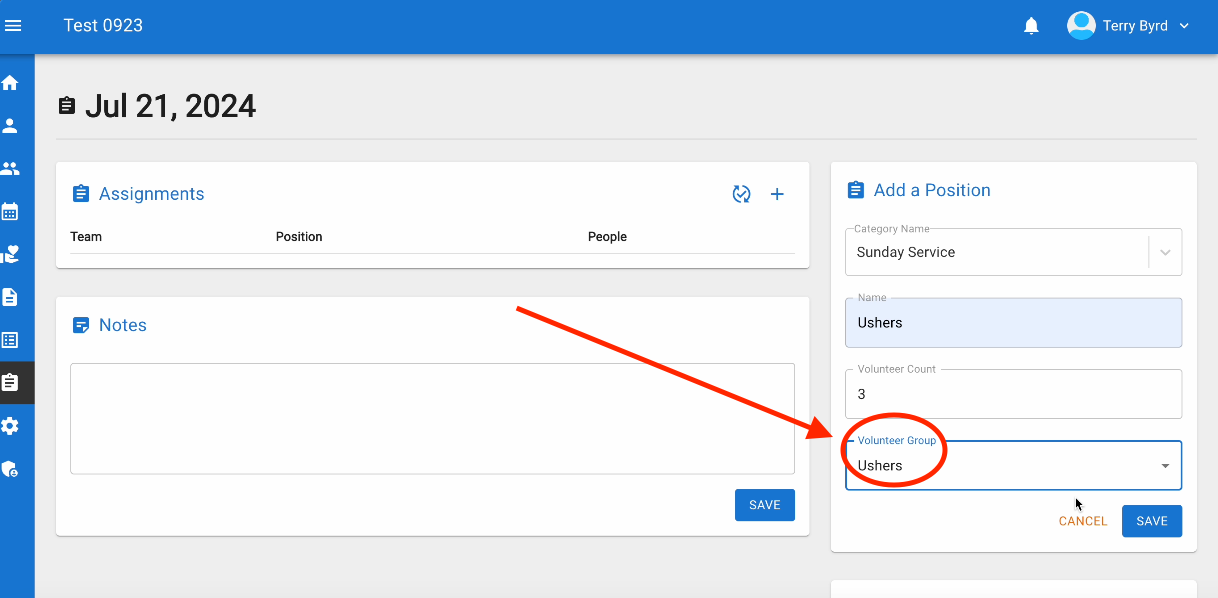 Test 0923
Terry Byrd
Jul 21, 2024
Assignments
Team Position People
Notes
SAVE
Add a Position
Category Name
Sunday Service
Name
Ushers
Volunteer Count
3
Volunteer Group
Ushers
CANCEL SAVE